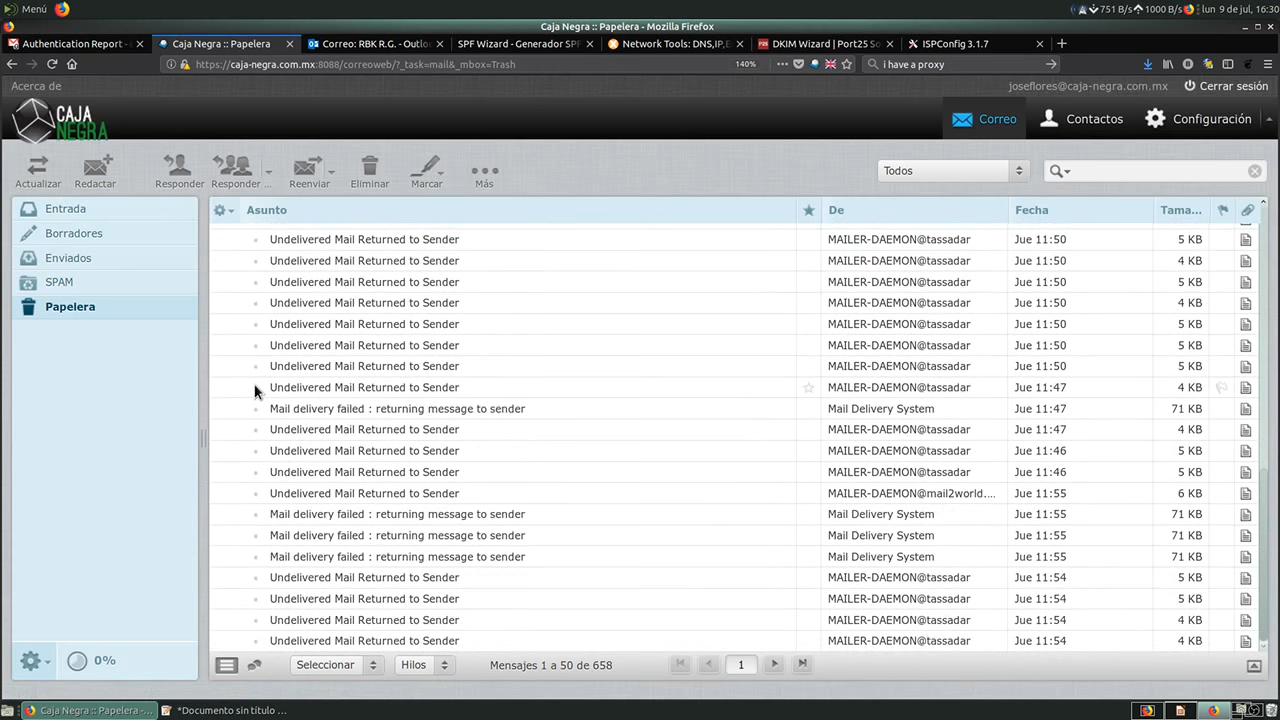 Menú
751 B/s
1000 B/s
lun 9 de jul, 16:30
Caja Negra :: Papelera - Mozilla Firefox
Authentication Report -
Caja Negra :: Papelera
Correo: RBK R.G. - Outlo
SPF Wizard - Generador SPF
Network Tools: DNS,IP,E
DKIM Wizard | Port25 So
ISPConfig 3.1.7
https://caja-negra.com.mx:8088/correoweb/?_task=mail&_mbox=Trash
140%
i have a proxy
Acerca de
joseflores@caja-negra.com.mx
Cerrar sesión
CAJA
NEGRA
Correo
Contactos
Configuración
Actualizar
Redactar
Responder
Responder ...
Reenviar
Eliminar
Marcar
Más
Todos
Entrada
Borradores
Enviados
SPAM
Papelera
Asunto De Fecha Tama...
Undelivered Mail Returned to Sender MAILER-DAEMON@tassadar Jue 11:50 5 KB
Undelivered Mail Returned to Sender MAILER-DAEMON@tassadar Jue 11:50 4 KB
Undelivered Mail Returned to Sender MAILER-DAEMON@tassadar Jue 11:50 5 KB
Undelivered Mail Returned to Sender MAILER-DAEMON@tassadar Jue 11:50 4 KB
Undelivered Mail Returned to Sender MAILER-DAEMON@tassadar Jue 11:50 5 KB
Undelivered Mail Returned to Sender MAILER-DAEMON@tassadar Jue 11:50 5 KB
Undelivered Mail Returned to Sender MAILER-DAEMON@tassadar Jue 11:50 5 KB
Undelivered Mail Returned to Sender MAILER-DAEMON@tassadar Jue 11:47 4 KB
Mail delivery failed : returning message to sender Mail Delivery System Jue 11:47 71 KB
Undelivered Mail Returned to Sender MAILER-DAEMON@tassadar Jue 11:47 4 KB
Undelivered Mail Returned to Sender MAILER-DAEMON@tassadar Jue 11:46 5 KB
Undelivered Mail Returned to Sender MAILER-DAEMON@tassadar Jue 11:46 5 KB
Undelivered Mail Returned to Sender MAILER-DAEMON@mail2world.... Jue 11:55 6 KB
Mail delivery failed : returning message to sender Mail Delivery System Jue 11:55 71 KB
Mail delivery failed : returning message to sender Mail Delivery System Jue 11:55 71 KB
Mail delivery failed : returning message to sender Mail Delivery System Jue 11:55 71 KB
Undelivered Mail Returned to Sender MAILER-DAEMON@tassadar Jue 11:54 5 KB
Undelivered Mail Returned to Sender MAILER-DAEMON@tassadar Jue 11:54 5 KB
Undelivered Mail Returned to Sender MAILER-DAEMON@tassadar Jue 11:54 4 KB
Undelivered Mail Returned to Sender MAILER-DAEMON@tassadar Jue 11:54 4 KB
0%
Seleccionar
Hilos
Mensajes 1 a 50 de 658
1
Caja Negra :: Papelera -...
*Documento sin título ...